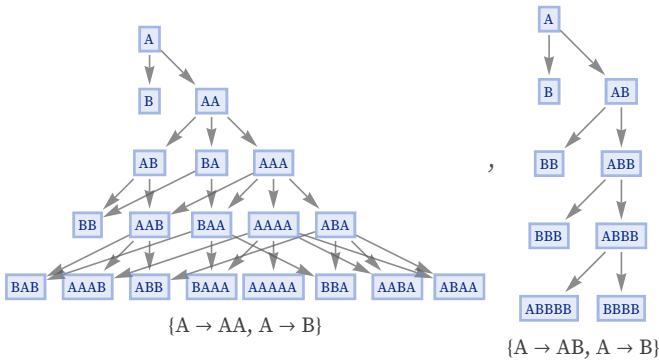 A
B AA
AB BA AAA
BB AAB BAA AAAA ABA
BAB AAAB ABB BAAA AAAAA BBA AABA ABAA
{A → AA, A → B}
,
A
B AB
BB ABB
BBB ABBB
ABBBB BBBB
{A → AB, A → B}